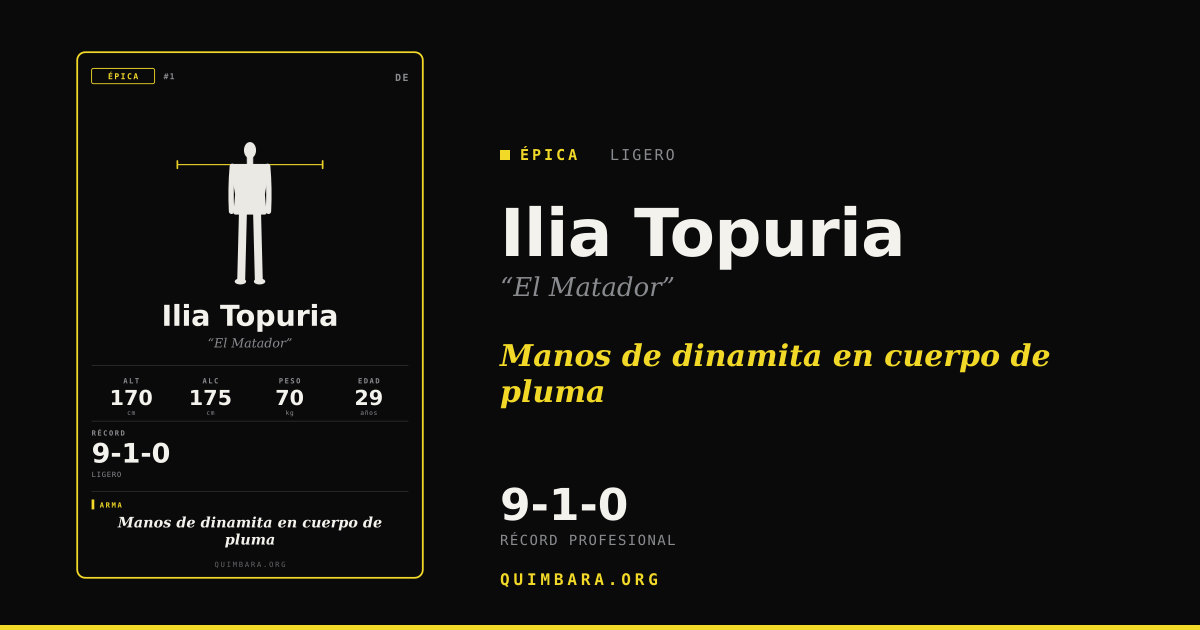 ÉPICA #1 DE
Ilia Topuria
“El Matador”
ALT ALC PESO EDAD
170 175 70 29
cm cm kg años
RÉCORD
9-1-0
LIGERO
ARMA
Manos de dinamita en cuerpo de
pluma
QUIMBARA.ORG
ÉPICA LIGERO
Ilia Topuria
“El Matador”
Manos de dinamita en cuerpo de
pluma
9-1-0
RÉCORD PROFESIONAL
QUIMBARA.ORG